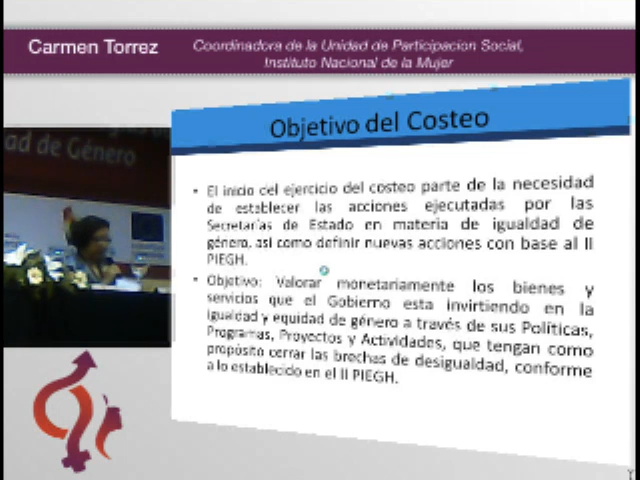 Carmen Torrez
Coordinadora de la Unidad de Participacion Social,
Instituto Nacional de la Mujer
ad de Género
Objetivo del Costeo
• El inicio del ejercicio del costeo parte de la necesidad
de establecer las acciones ejecutadas por las
Secretarías de Estado en materia de igualdad de
género, asi como definir nuevas acciones con base al II
PIEGH.
• Objetivo: Valorar monetariamente los bienes y
servicios que el Gobierno esta invirtiendo en la
Igualdad y equidad de género a través de sus Políticas,
Programas, Proyectos y Actividades, que tengan como
propósito cerrar las brechas de desigualdad, conforme
a lo establecido en el II PIEGH.